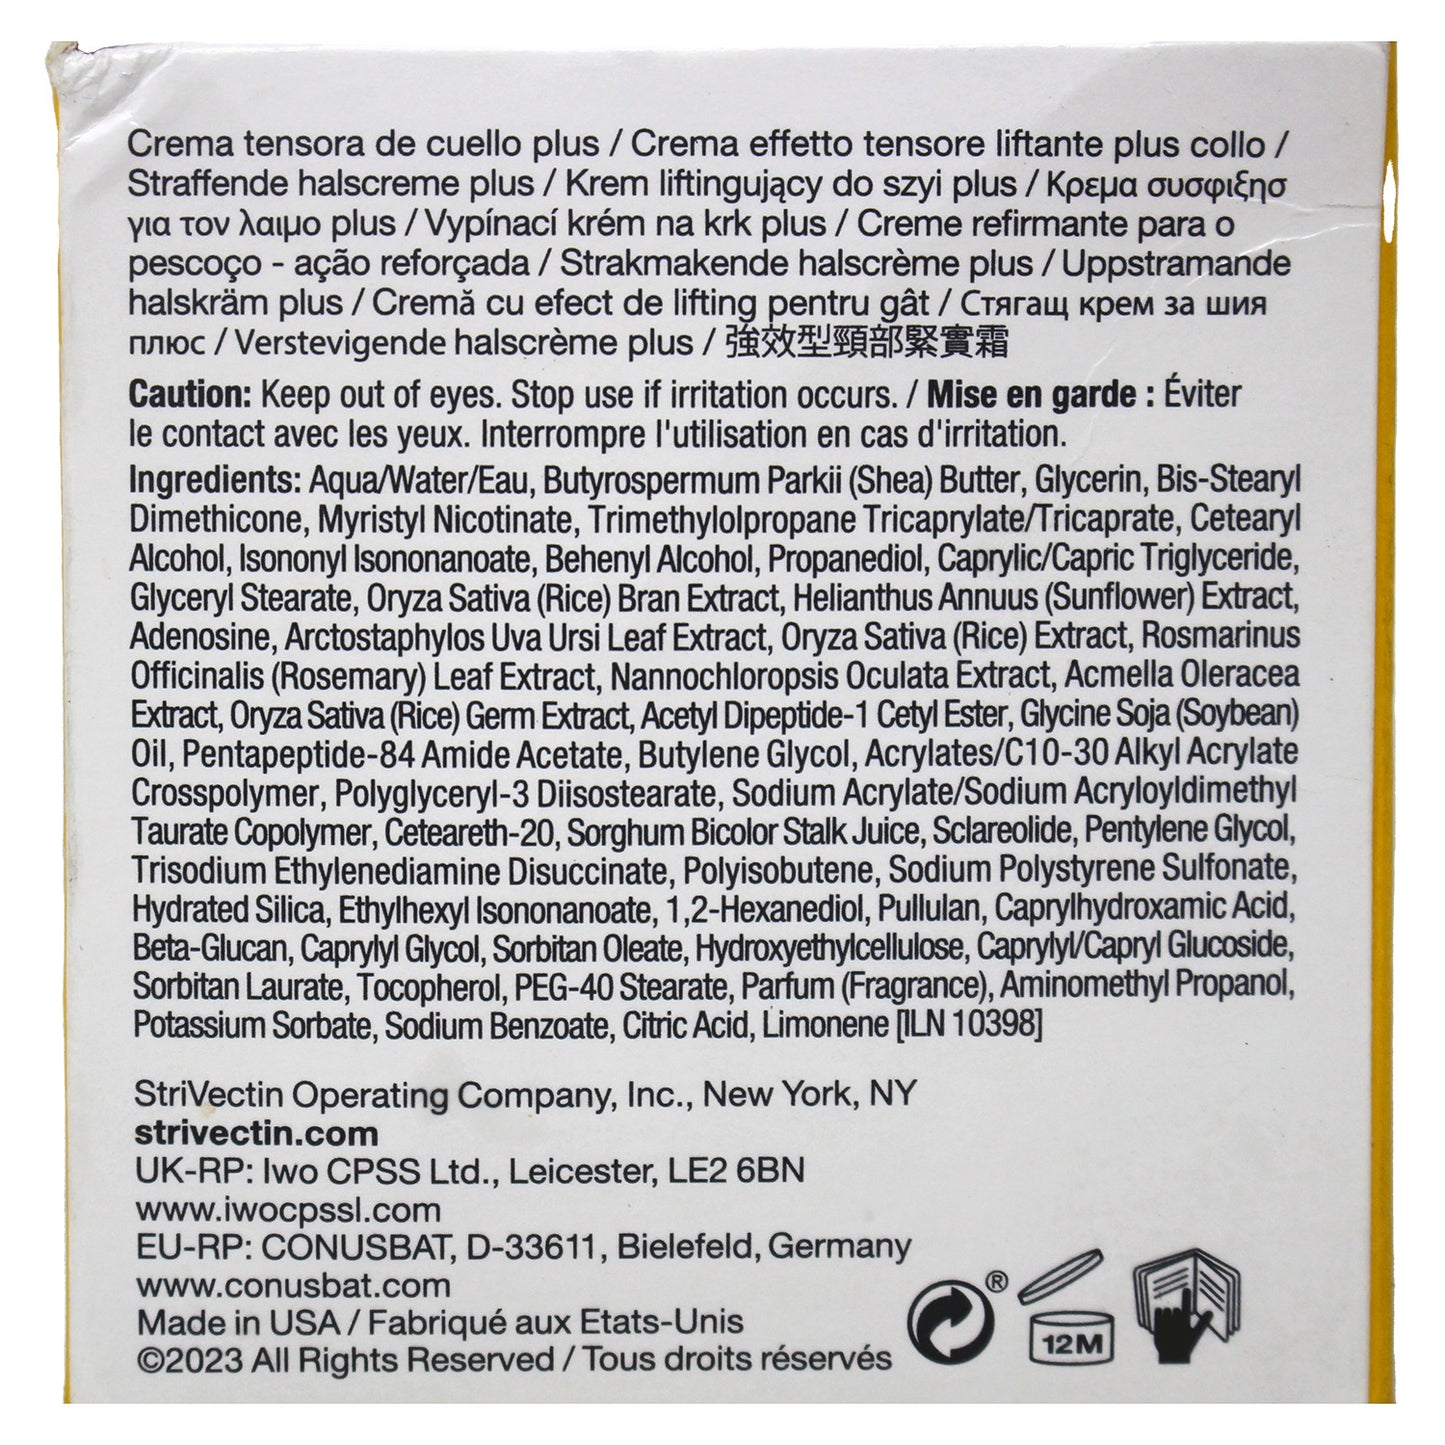 Crema tensora de cuello plus / Crema effetto tensore liftante plus collo /
Straffende halscreme plus / Krem liftingujący do szyi plus / Κρεμα συσφιξησ
για τον λαιμο plus / Vypínací krém na krk plus / Creme refirmante para o
pescoço - ação reforçada / Strakmakende halscrème plus / Uppstramande
halskräm plus / Cremă cu efect de lifting pentru gât / Стягащ крем за шия
плюс / Verstevigende halscrème plus / 強效型頸部緊實霜
Caution: Keep out of eyes. Stop use if irritation occurs. / Mise en garde : Éviter
le contact avec les yeux. Interrompre l'utilisation en cas d'irritation.
Ingredients: Aqua/Water/Eau, Butyrospermum Parkii (Shea) Butter, Glycerin, Bis-Stearyl
Dimethicone, Myristyl Nicotinate, Trimethylolpropane Tricaprylate/Tricaprate, Cetearyl
Alcohol, Isononyl Isononanoate, Behenyl Alcohol, Propanediol, Caprylic/Capric Triglyceride,
Glyceryl Stearate, Oryza Sativa (Rice) Bran Extract, Helianthus Annuus (Sunflower) Extract,
Adenosine, Arctostaphylos Uva Ursi Leaf Extract, Oryza Sativa (Rice) Extract, Rosmarinus
Officinalis (Rosemary) Leaf Extract, Nannochloropsis Oculata Extract, Acmella Oleracea
Extract, Oryza Sativa (Rice) Germ Extract, Acetyl Dipeptide-1 Cetyl Ester, Glycine Soja (Soybean)
Oil, Pentapeptide-84 Amide Acetate, Butylene Glycol, Acrylates/C10-30 Alkyl Acrylate
Crosspolymer, Polyglyceryl-3 Diisostearate, Sodium Acrylate/Sodium Acryloyldimethyl
Taurate Copolymer, Ceteareth-20, Sorghum Bicolor Stalk Juice, Sclareolide, Pentylene Glycol,
Trisodium Ethylenediamine Disuccinate, Polyisobutene, Sodium Polystyrene Sulfonate,
Hydrated Silica, Ethylhexyl Isononanoate, 1,2-Hexanediol, Pullulan, Caprylhydroxamic Acid,
Beta-Glucan, Caprylyl Glycol, Sorbitan Oleate, Hydroxyethylcellulose, Caprylyl/Capryl Glucoside,
Sorbitan Laurate, Tocopherol, PEG-40 Stearate, Parfum (Fragrance), Aminomethyl Propanol,
Potassium Sorbate, Sodium Benzoate, Citric Acid, Limonene [ILN 10398]
StriVectin Operating Company, Inc., New York, NY
strivectin.com
UK-RP: Iwo CPSS Ltd., Leicester, LE2 6BN
www.iwocpssl.com
EU-RP: CONUSBAT, D-33611, Bielefeld, Germany
www.conusbat.com
Made in USA / Fabriqué aux Etats-Unis
©2023 All Rights Reserved / Tous droits réservés
®
12M